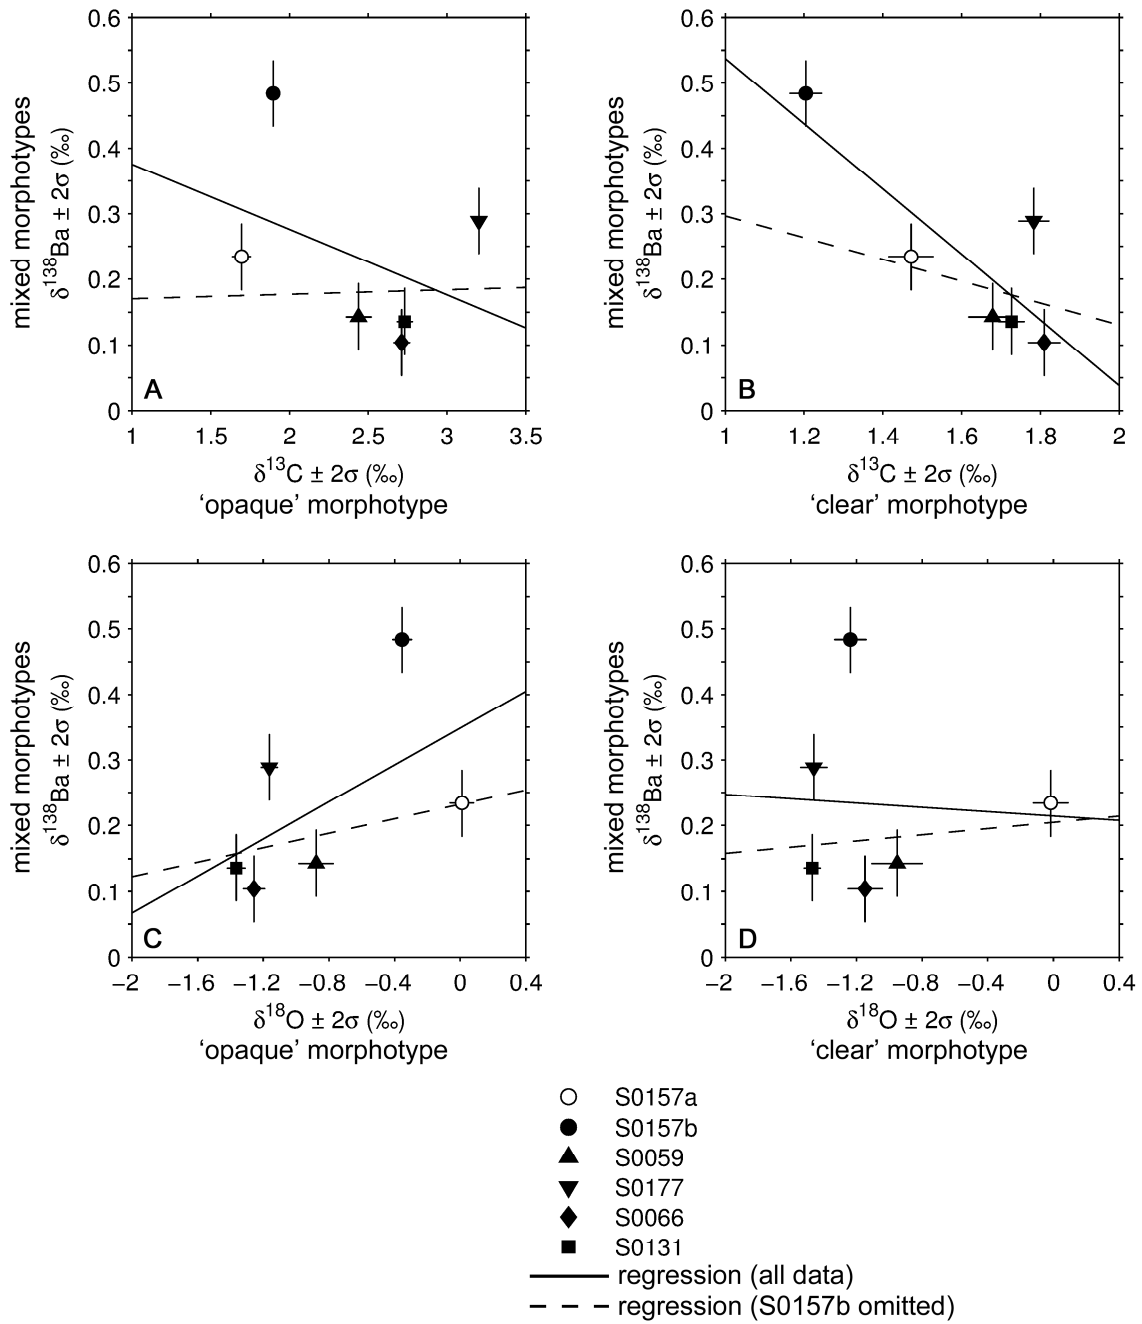 mixed morphotypes
δ138Ba ± 2σ (‰)
0.6
0.5
0.4
0.3
0.2
0.1
0
A
1 1.5 2 2.5 3 3.5
δ13C ± 2σ (‰)
‘opaque’ morphotype
mixed morphotypes
δ138Ba ± 2σ (‰)
0.6
0.5
0.4
0.3
0.2
0.1
0
B
1 1.2 1.4 1.6 1.8 2
δ13C ± 2σ (‰)
‘clear’ morphotype
mixed morphotypes
δ138Ba ± 2σ (‰)
0.6
0.5
0.4
0.3
0.2
0.1
0
C
−2 −1.6 −1.2 −0.8 −0.4 0 0.4
δ18O ± 2σ (‰)
‘opaque’ morphotype
mixed morphotypes
δ138Ba ± 2σ (‰)
0.6
0.5
0.4
0.3
0.2
0.1
0
D
−2 −1.6 −1.2 −0.8 −0.4 0 0.4
δ18O ± 2σ (‰)
‘clear’ morphotype
S0157a
S0157b
S0059
S0177
S0066
S0131
regression (all data)
regression (S0157b omitted)